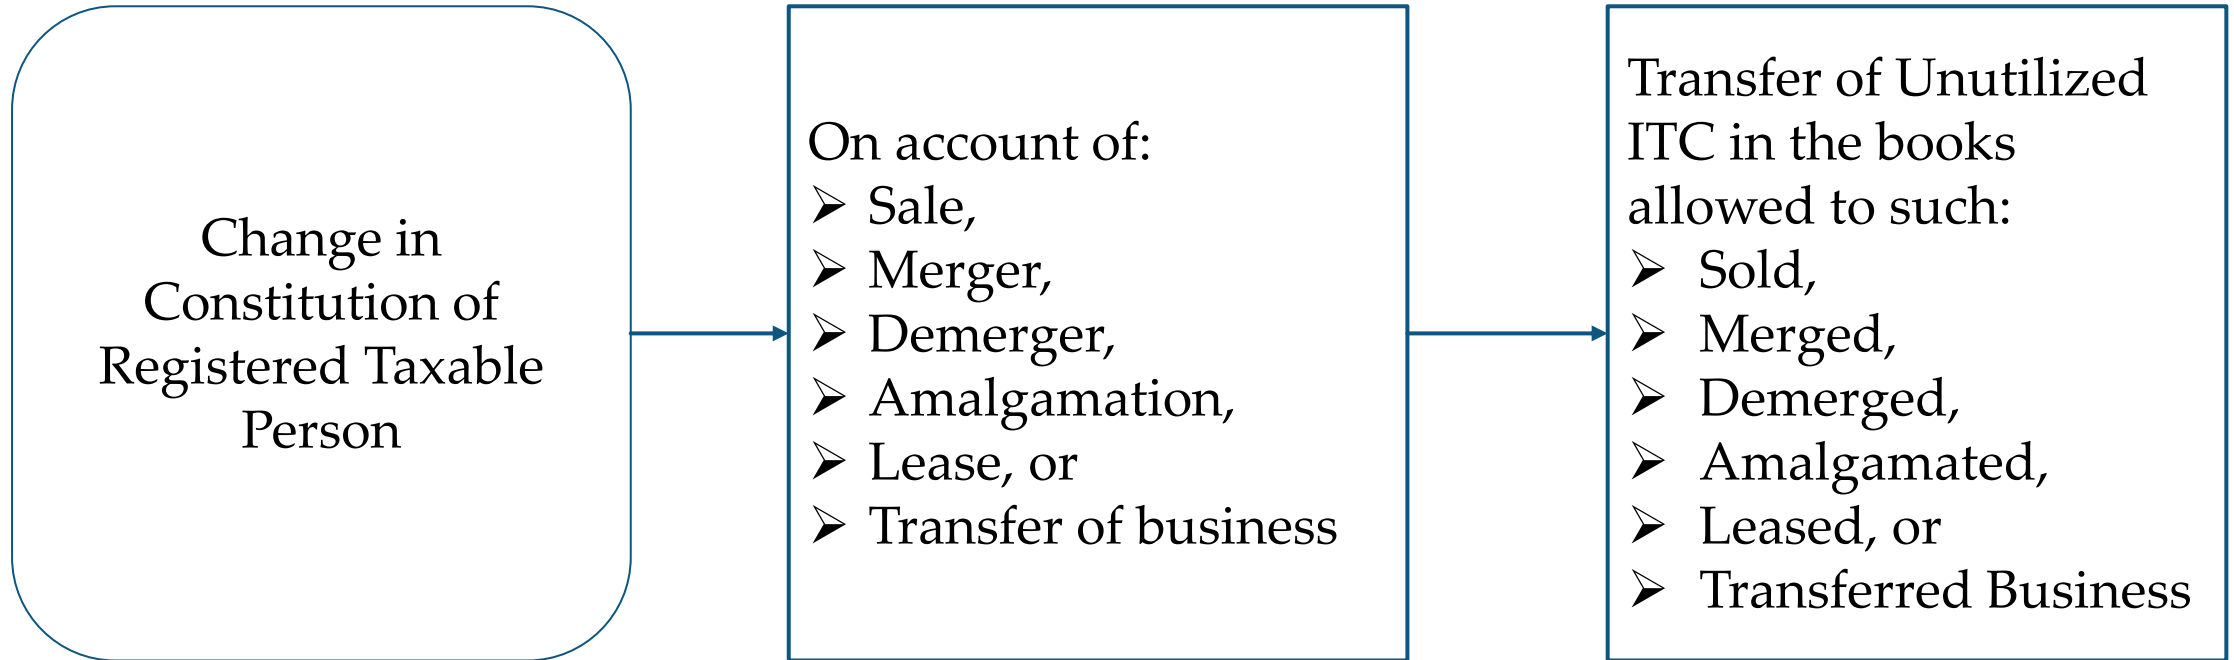 Change in
Constitution of
Registered Taxable
Person
On account of:
➢ Sale,
➢ Merger,
➢ Demerger,
➢ Amalgamation,
➢ Lease, or
➢ Transfer of business
Transfer of Unutilized
ITC in the books
allowed to such:
➢ Sold,
➢ Merged,
➢ Demerged,
➢ Amalgamated,
➢ Leased, or
➢ Transferred Business